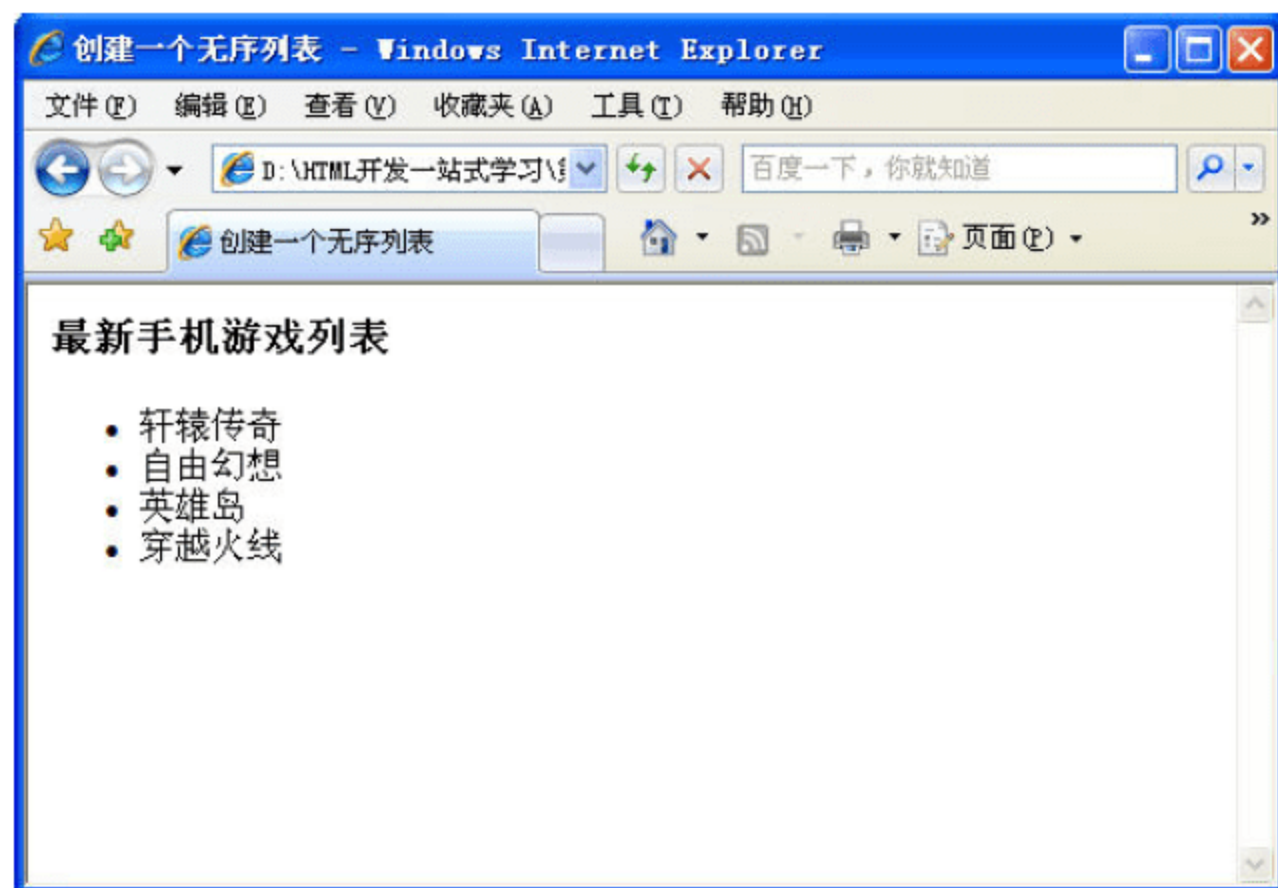 创建一个无序列表 - Windows Internet Explorer
文件(F) 编辑(E) 查看(V) 收藏夹(A) 工具(T) 帮助(H)
D:\HTML开发一站式学习\ 百度一下，你就知道
创建一个无序列表 页面(P) »
最新手机游戏列表
• 轩辕传奇
• 自由幻想
• 英雄岛
• 穿越火线